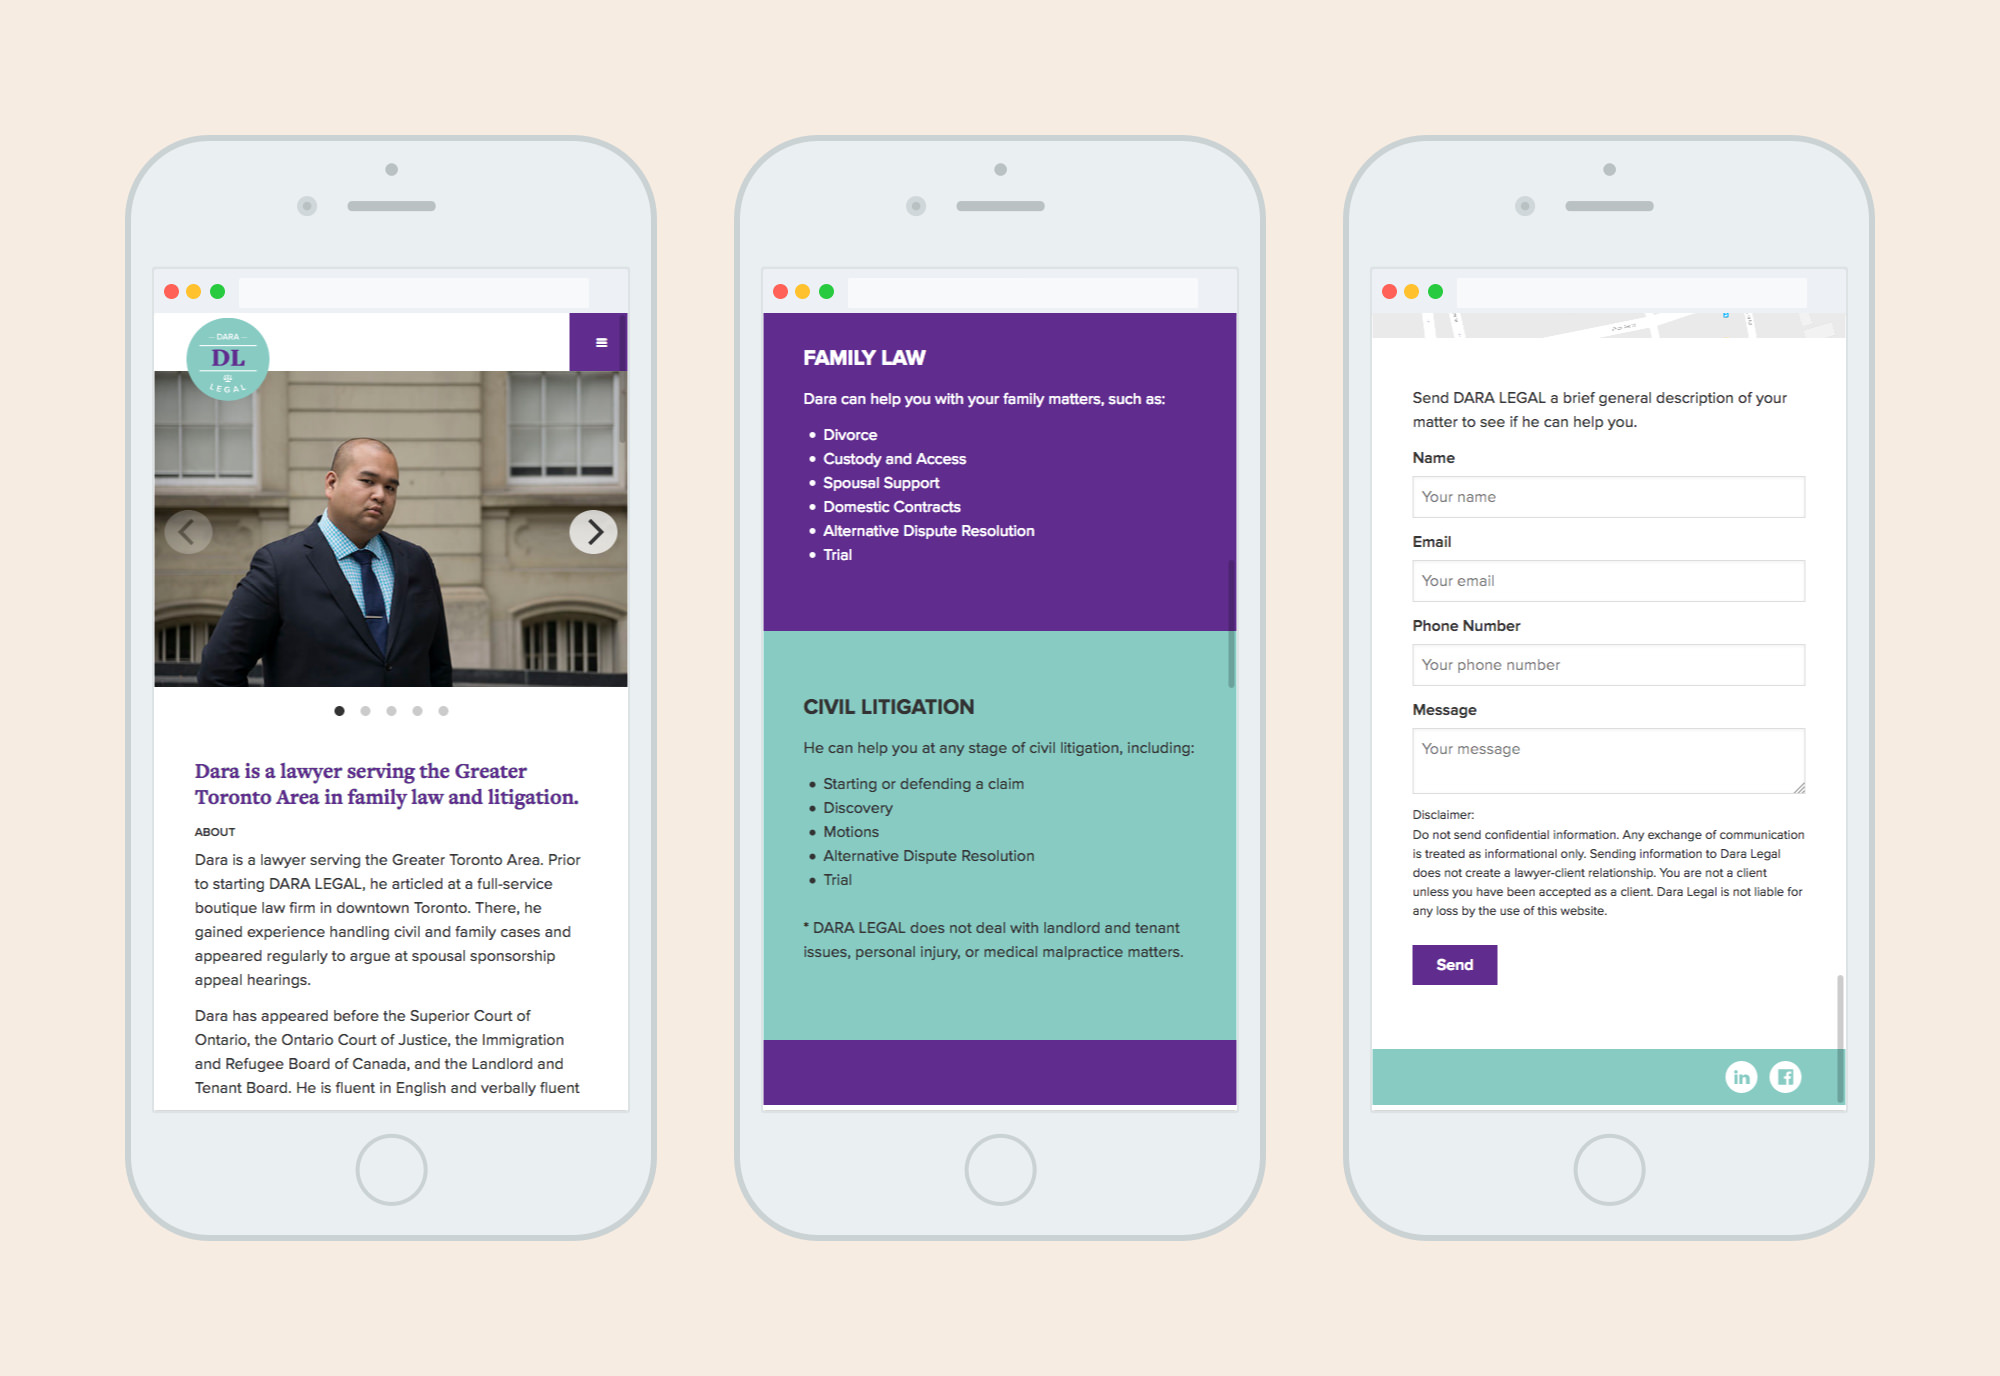 DARA
DL
LEGAL
Dara is a lawyer serving the Greater
Toronto Area in family law and litigation.
ABOUT
Dara is a lawyer serving the Greater Toronto Area. Prior
to starting DARA LEGAL, he articled at a full-service
boutique law firm in downtown Toronto. There, he
gained experience handling civil and family cases and
appeared regularly to argue at spousal sponsorship
appeal hearings.
Dara has appeared before the Superior Court of
Ontario, the Ontario Court of Justice, the Immigration
and Refugee Board of Canada, and the Landlord and
Tenant Board. He is fluent in English and verbally fluent
FAMILY LAW
Dara can help you with your family matters, such as:
• Divorce
• Custody and Access
• Spousal Support
• Domestic Contracts
• Alternative Dispute Resolution
• Trial
CIVIL LITIGATION
He can help you at any stage of civil litigation, including:
• Starting or defending a claim
• Discovery
• Motions
• Alternative Dispute Resolution
• Trial
* DARA LEGAL does not deal with landlord and tenant
issues, personal injury, or medical malpractice matters.
Send DARA LEGAL a brief general description of your
matter to see if he can help you.
Name
Your name
Email
Your email
Phone Number
Your phone number
Message
Your message
Disclaimer:
Do not send confidential information. Any exchange of communication
is treated as informational only. Sending information to Dara Legal
does not create a lawyer-client relationship. You are not a client
unless you have been accepted as a client. Dara Legal is not liable for
any loss by the use of this website.
Send
in